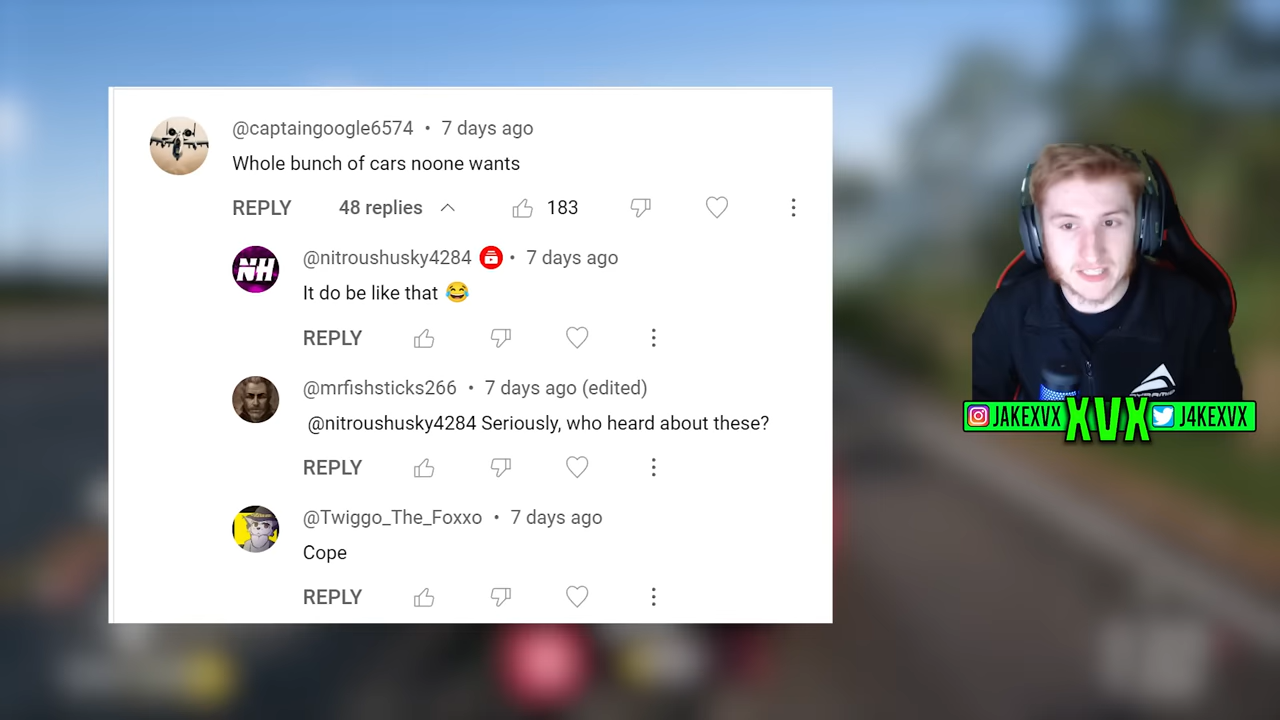 @captaingoogle6574 • 7 days ago
Whole bunch of cars noone wants
REPLY 48 replies 183
NH
@nitroushusky4284 • 7 days ago
It do be like that 😂
REPLY
@mrfishsticks266 • 7 days ago (edited)
@nitroushusky4284 Seriously, who heard about these?
REPLY
@Twiggo_The_Foxxo • 7 days ago
Cope
REPLY
JAKEXVX XVX J4KEXVX